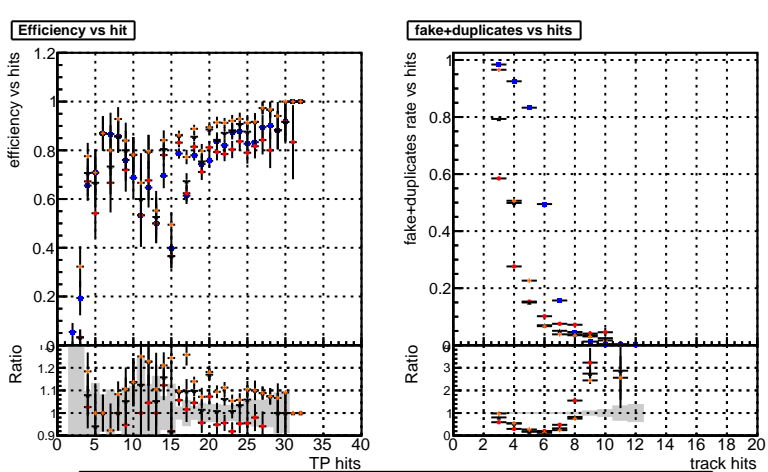 Efficiency vs hit
fake+duplicates vs hits
efficiency vs hits
1.2
1
0.8
0.6
0.4
0.2
0
Ratio
1.2
1.1
1
0.9
0 5 10 15 20 25 30 35 40
TP hits
fake+duplicates rate vs hits
1
0.8
0.6
0.4
0.2
0
Ratio
3
2
1
0
0 2 4 6 8 10 12 14 16 18 20
track hits